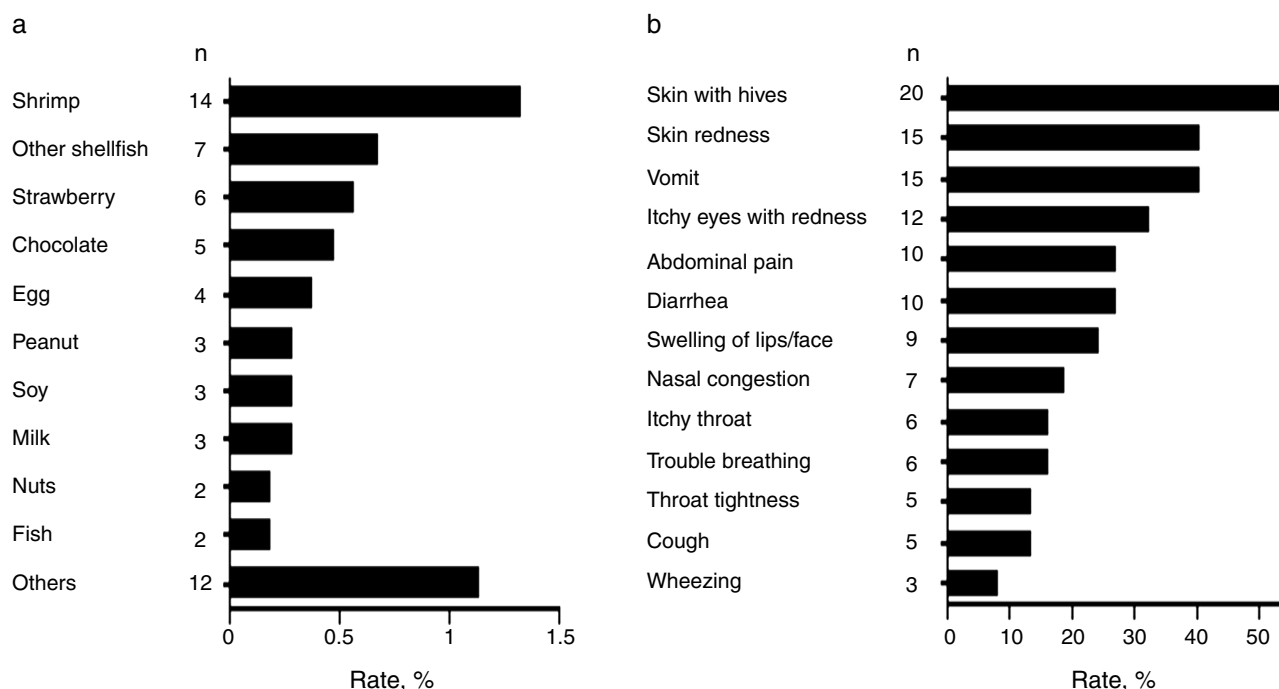 a
n
Shrimp 14
Other shellfish 7
Strawberry 6
Chocolate 5
Egg 4
Peanut 3
Soy 3
Milk 3
Nuts 2
Fish 2
Others 12
0 0.5 1 1.5
Rate, %
b
n
Skin with hives 20
Skin redness 15
Vomit 15
Itchy eyes with redness 12
Abdominal pain 10
Diarrhea 10
Swelling of lips/face 9
Nasal congestion 7
Itchy throat 6
Trouble breathing 6
Throat tightness 5
Cough 5
Wheezing 3
0 10 20 30 40 50
Rate, %